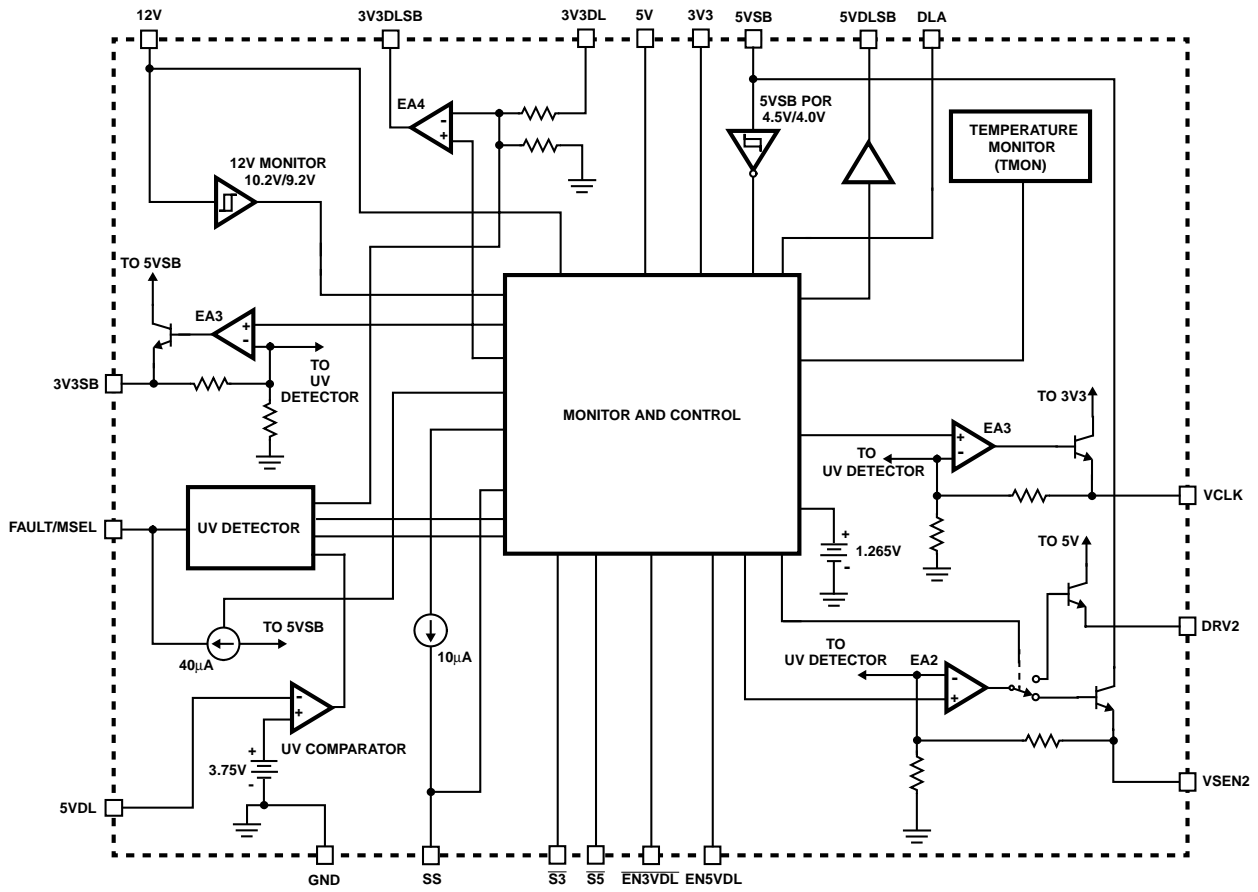 12V
3V3DLSB
3V3DL
5V
3V3
5VSB
5VDLSB
DLA
EA4
-
+
5VSB POR
4.5V/4.0V
TEMPERATURE
MONITOR
(TMON)
12V MONITOR
10.2V/9.2V
TO 5VSB
EA3
+
-
TO
UV
DETECTOR
3V3SB
MONITOR AND CONTROL
TO 3V3
EA3
+
-
TO
UV DETECTOR
VCLK
FAULT/MSEL
UV DETECTOR
+
1.265V
-
TO 5V
DRV2
TO 5VSB
40µA
10µA
TO
UV DETECTOR
EA2
-
+
-
+
UV COMPARATOR
+
3.75V
-
5VDL
VSEN2
GND
SS
S3
S5
EN3VDL
EN5VDL